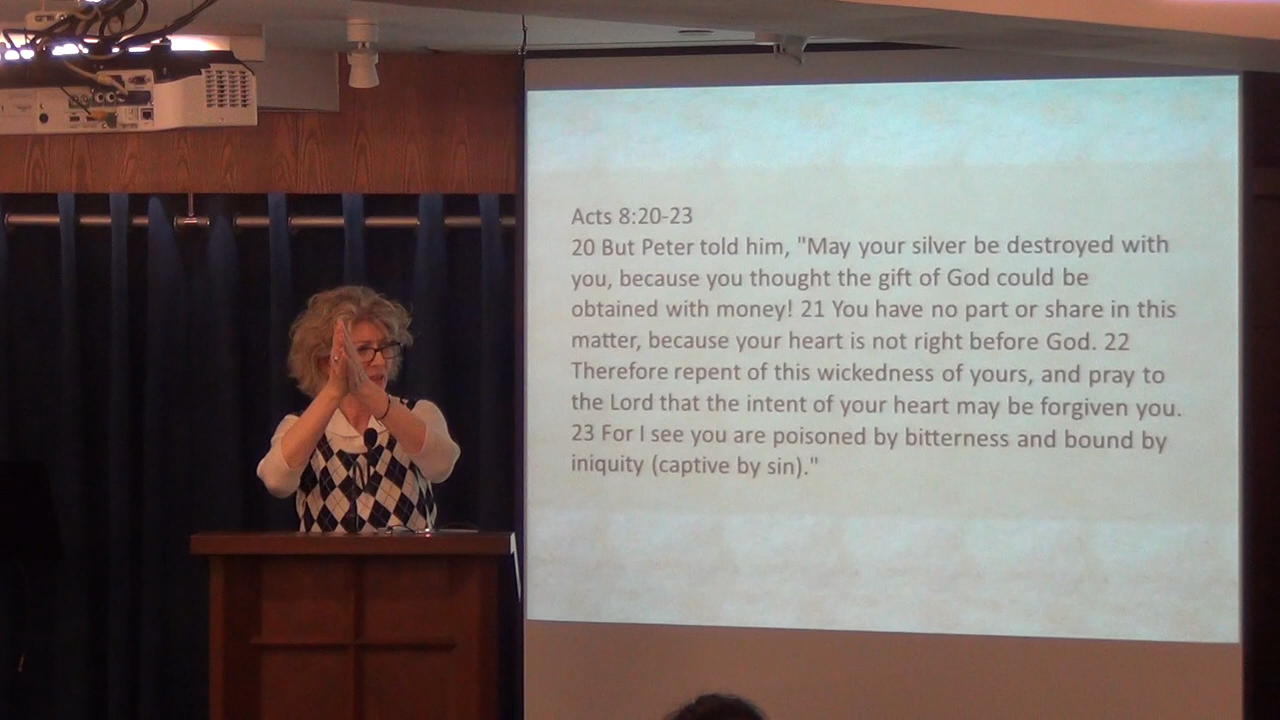 Acts 8:20-23
20 But Peter told him, "May your silver be destroyed with
you, because you thought the gift of God could be
obtained with money! 21 You have no part or share in this
matter, because your heart is not right before God. 22
Therefore repent of this wickedness of yours, and pray to
the Lord that the intent of your heart may be forgiven you.
23 For I see you are poisoned by bitterness and bound by
iniquity (captive by sin)."